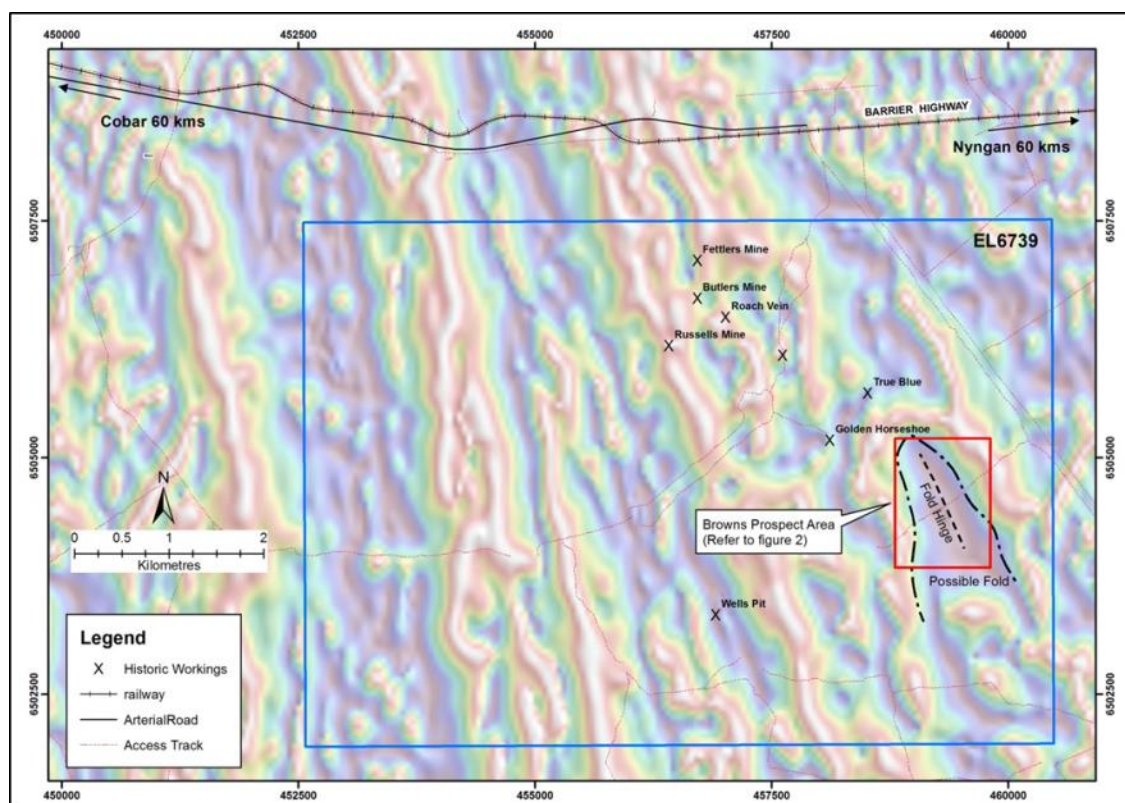 450000 452500 455000 457500 460000
BARRIER HIGHWAY
Cobar 60 kms
Nyngan 60 kms
6507500
6507500
EL6739
Fettlers Mine
Butlers Mine
Roach Vein
Russells Mine
True Blue
Golden Horseshoe
6505000
6505000
N
Fold Hinge
Browns Prospect Area
(Refer to figure 2)
0 0.5 1 2
Kilometres
Possible Fold
Wells Pit
Legend
Historic Workings
railway
ArterialRoad
Access Track
6502500
6502500
450000 452500 455000 457500 460000